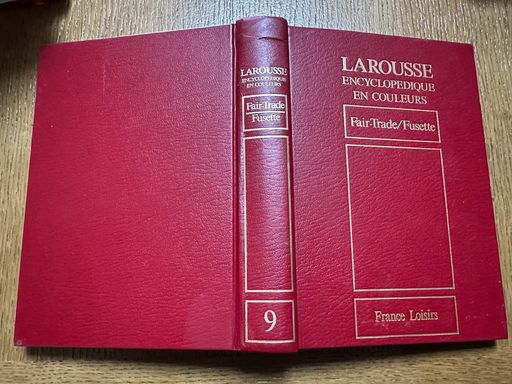 LAROUSSE
ENCYCLOPEDIQUE
EN COULEURS
Fair-Trade
Fusette
9
LAROUSSE
ENCYCLOPEDIQUE
EN COULEURS
Fair-Trade/Fusette
France Loisirs